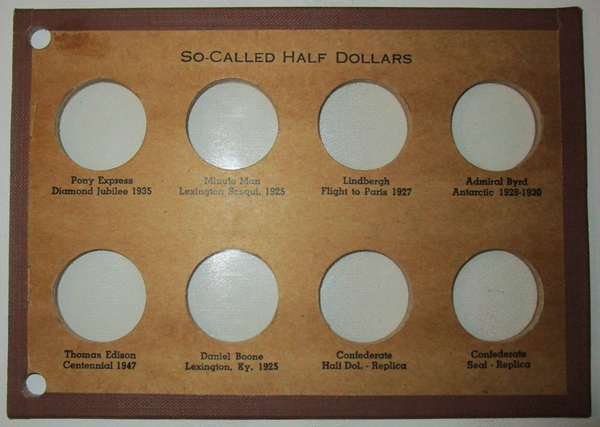 SO-CALLED HALF DOLLARS
Pony Express
Diamond Jubilee 1935
Minute Man
Lexington Sesqui. 1925
Lindbergh
Flight to Paris 1927
Admiral Byrd
Antarctic 1928-1930
Thomas Edison
Centennial 1947
Daniel Boone
Lexington, Ky. 1925
Confederate
Half Dol. - Replica
Confederate
Seal - Replica